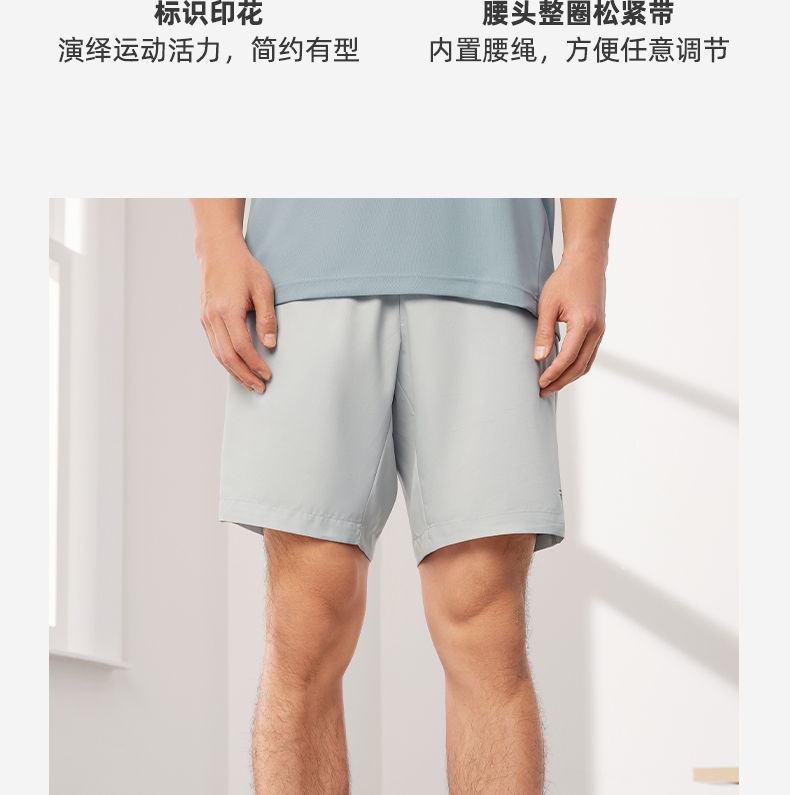 标识印花
演绎运动活力，简约有型
腰头整圈松紧带
内置腰绳，方便任意调节